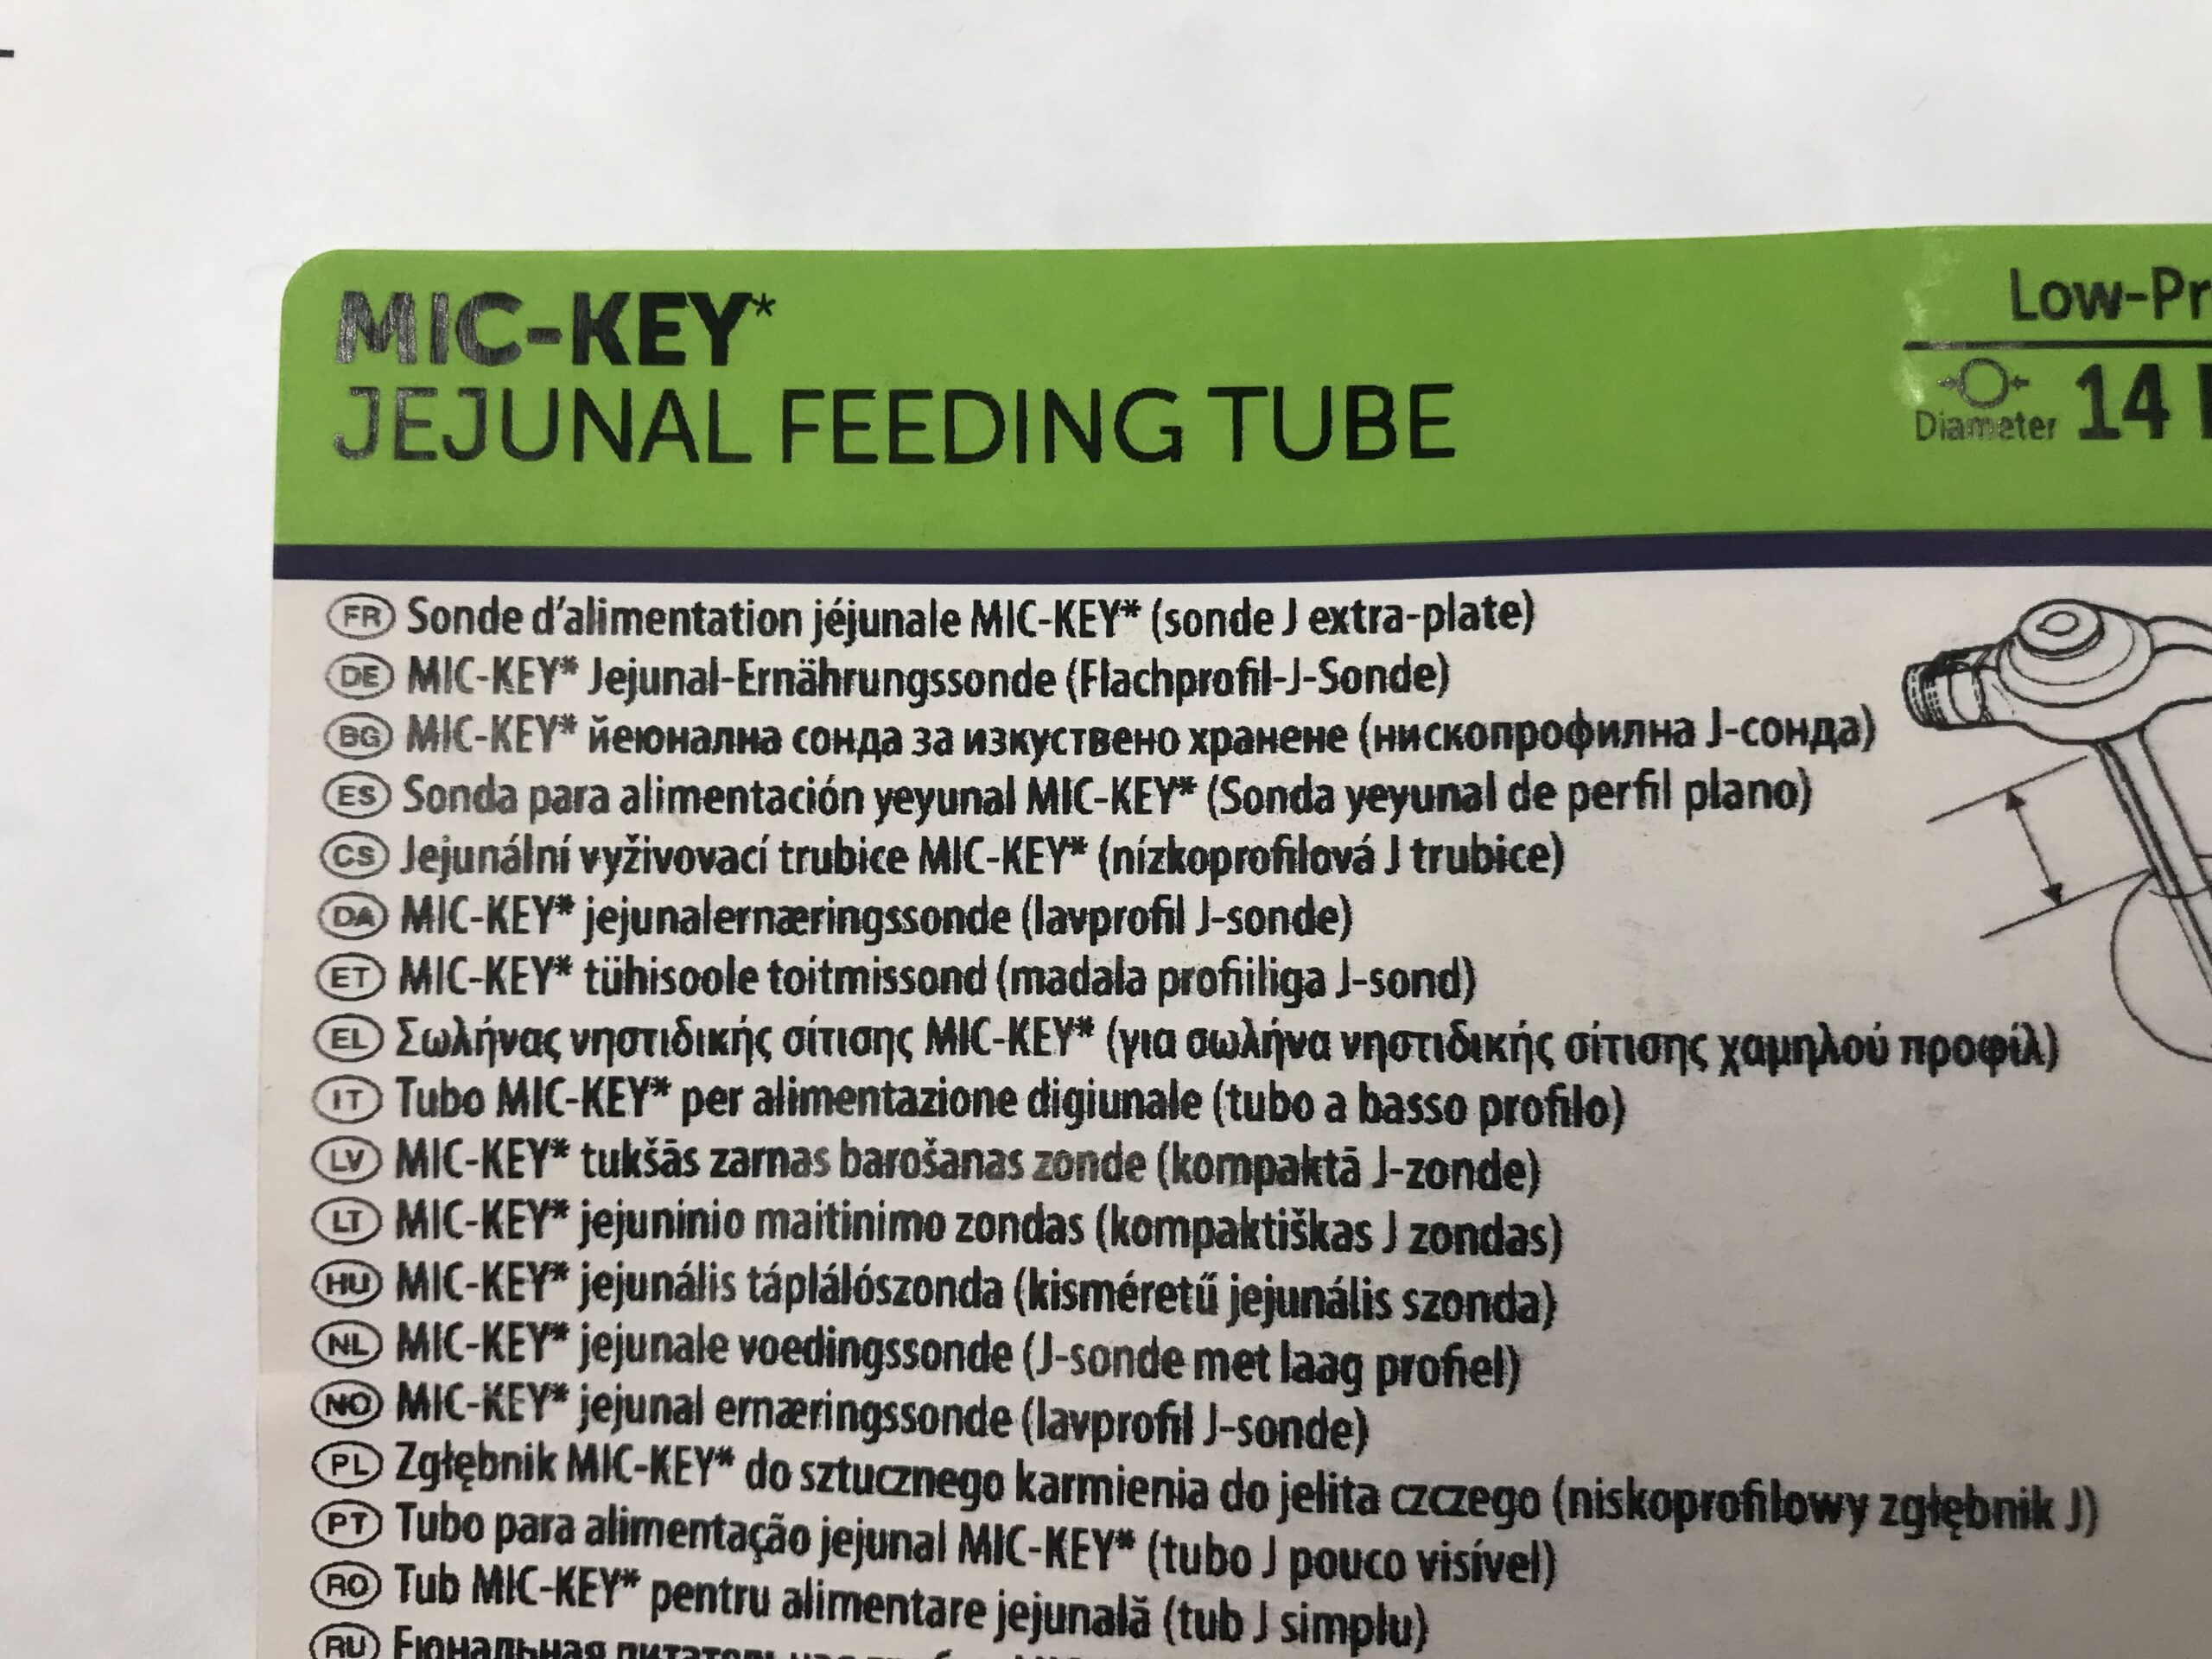 MIC-KEY*
JEJUNAL FEEDING TUBE
Low-Pr
Diameter 14
FR Sonde d'alimentation jéjunale MIC-KEY* (sonde J extra-plate)
DE MIC-KEY* Jejunal-Ernährungssonde (Flachprofil-J-Sonde)
BG MIC-KEY* йеюнална сонда за изкуствено хранене (нископрофилна J-сонда)
ES Sonda para alimentación yeyunal MIC-KEY* (Sonda yeyunal de perfil plano)
CS Jejunální vyživovací trubice MIC-KEY* (nízkoprofilová J trubice)
DA MIC-KEY* jejunalernæringssonde (lavprofil J-sonde)
ET MIC-KEY* tühisoole toitmissond (madala profiiliga J-sond)
EL Σωλήνας νηστιδικής σίτισης MIC-KEY* (για σωλήνα νηστιδικής σίτισης χαμηλού προφίλ)
IT Tubo MIC-KEY* per alimentazione digiunale (tubo a basso profilo)
LV MIC-KEY* tukšās zarnas barošanas zonde (kompaktā J-zonde)
LT MIC-KEY* jejuninio maitinimo zondas (kompaktiškas J zondas)
HU MIC-KEY* jejunális táplálószonda (kisméretű jejunális szonda)
NL MIC-KEY* jejunale voedingssonde (J-sonde met laag profiel)
NO MIC-KEY* jejunal ernæringssonde (lavprofil J-sonde)
PL Zgłębnik MIC-KEY* do sztucznego karmienia do jelita czczego (niskoprofilowy zgłębnik J)
PT Tubo para alimentação jejunal MIC-KEY* (tubo J pouco visível)
RO Tub MIC-KEY* pentru alimentare jejunală (tub J simplu)
RU Еюнальная